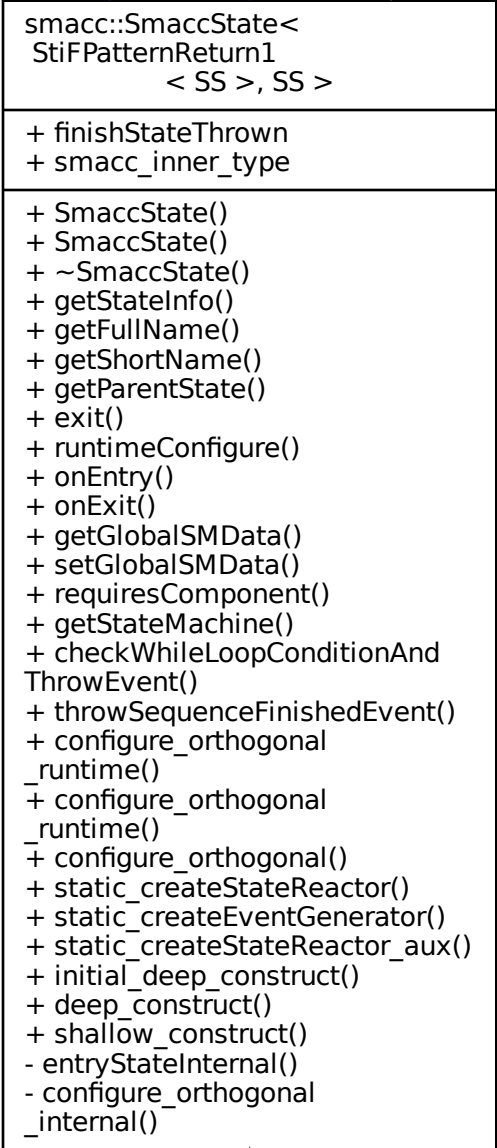 smacc::SmaccState<
StiFPatternReturn1
< SS >, SS >
+ finishStateThrown
+ smacc_inner_type
+ SmaccState()
+ SmaccState()
+ ~SmaccState()
+ getStateInfo()
+ getFullName()
+ getShortName()
+ getParentState()
+ exit()
+ runtimeConfigure()
+ onEntry()
+ onExit()
+ getGlobalSMData()
+ setGlobalSMData()
+ requiresComponent()
+ getStateMachine()
+ checkWhileLoopConditionAnd
ThrowEvent()
+ throwSequenceFinishedEvent()
+ configure_orthogonal
_runtime()
+ configure_orthogonal
_runtime()
+ configure_orthogonal()
+ static_createStateReactor()
+ static_createEventGenerator()
+ static_createStateReactor_aux()
+ initial_deep_construct()
+ deep_construct()
+ shallow_construct()
- entryStateInternal()
- configure_orthogonal
_internal()